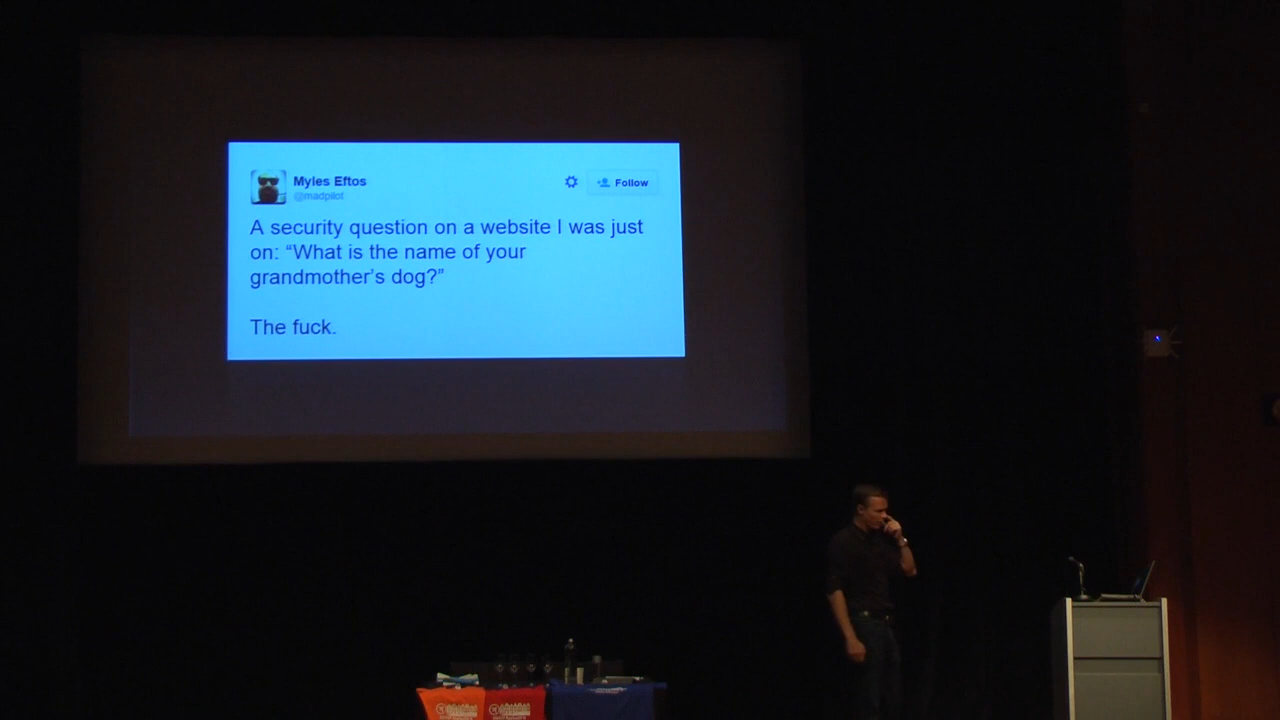 Myles Eftos
@madpilot
Follow
A security question on a website I was just
on: “What is the name of your
grandmother’s dog?”
The fuck.